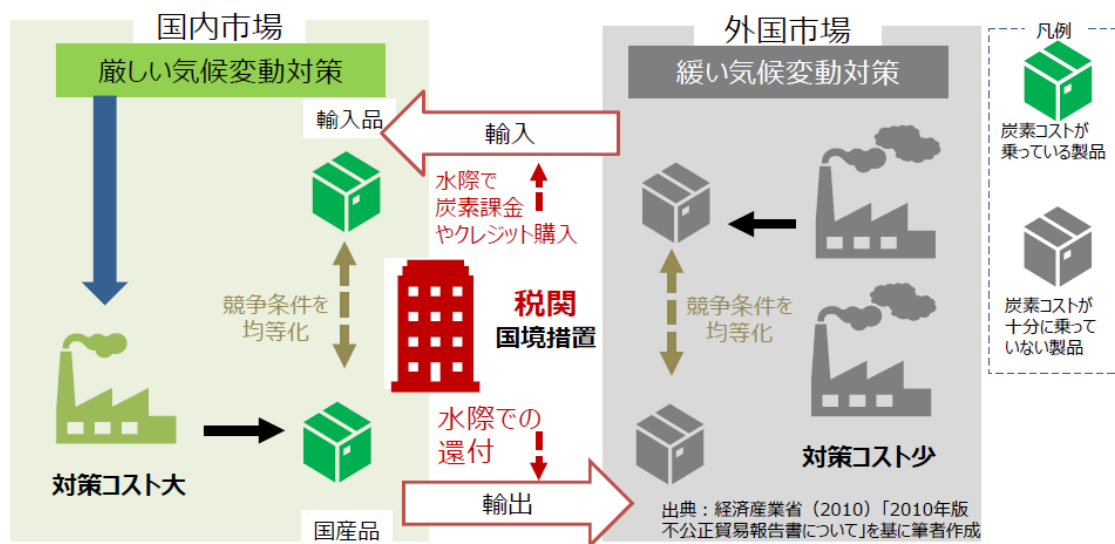 国内市場
厳しい気候変動対策
輸入品
輸入
水際で
炭素課金
やクレジット購入
競争条件を
均等化
税関
国境措置
対策コスト大
水際での
還付
輸出
国産品
外国市場
緩い気候変動対策
競争条件を
均等化
対策コスト少
出典：経済産業省（2010）「2010年版
不公正貿易報告書について」を基に筆者作成
凡例
炭素コストが
乗っている製品
炭素コストが
十分に乗って
いない製品